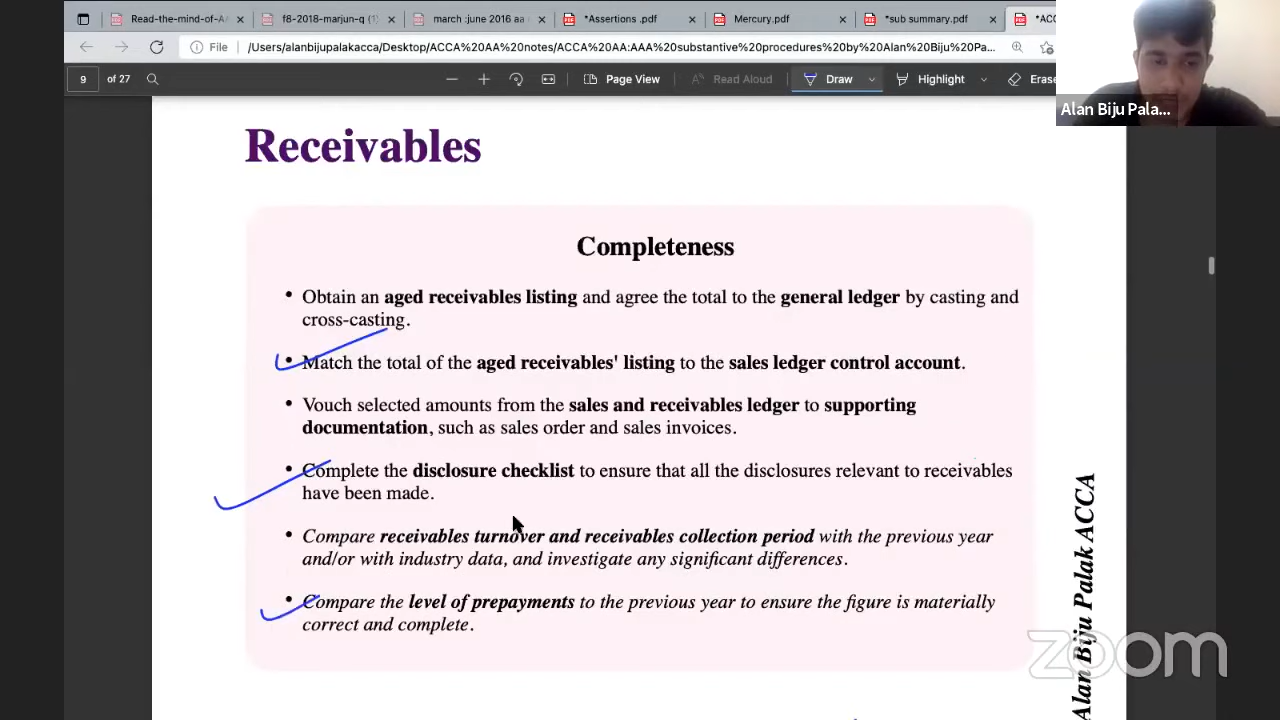 Read-the-mind-of-A
f8-2018-marjun-q (1)
march :june 2016 aa
*Assertions .pdf
Mercury.pdf
*sub summary.pdf
*ACC
File
/Users/alanbijupalakacca/Desktop/ACCA%20AA%20notes/ACCA%20AA:AAA%20substantive%20procedures%20by%20Alan%20Biju%20Pa...
9 of 27
Page View
Read Aloud
Draw
Highlight
Erase
Alan Biju Pala...
Receivables
Completeness
• Obtain an aged receivables listing and agree the total to the general ledger by casting and
cross-casting.
• Match the total of the aged receivables' listing to the sales ledger control account.
• Vouch selected amounts from the sales and receivables ledger to supporting
documentation, such as sales order and sales invoices.
• Complete the disclosure checklist to ensure that all the disclosures relevant to receivables
have been made.
• Compare receivables turnover and receivables collection period with the previous year
and/or with industry data, and investigate any significant differences.
• Compare the level of prepayments to the previous year to ensure the figure is materially
correct and complete.
Alan Biju Palak ACCA
zoom